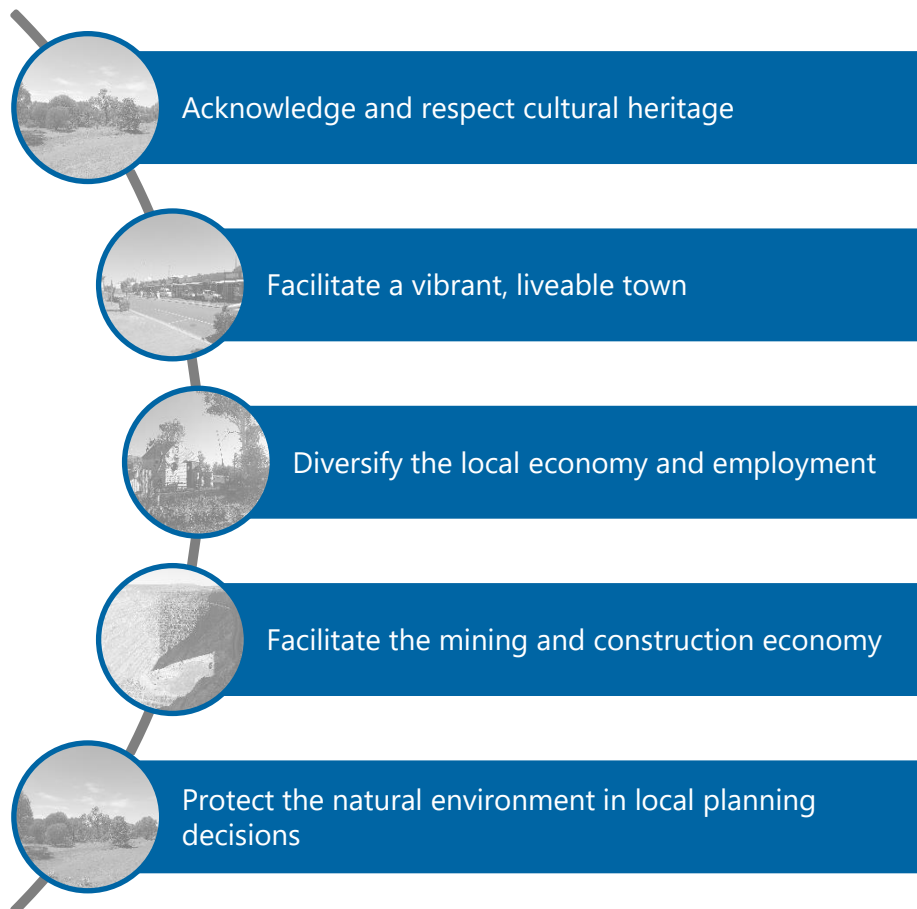 Acknowledge and respect cultural heritage
Facilitate a vibrant, liveable town
Diversify the local economy and employment
Facilitate the mining and construction economy
Protect the natural environment in local planning
decisions